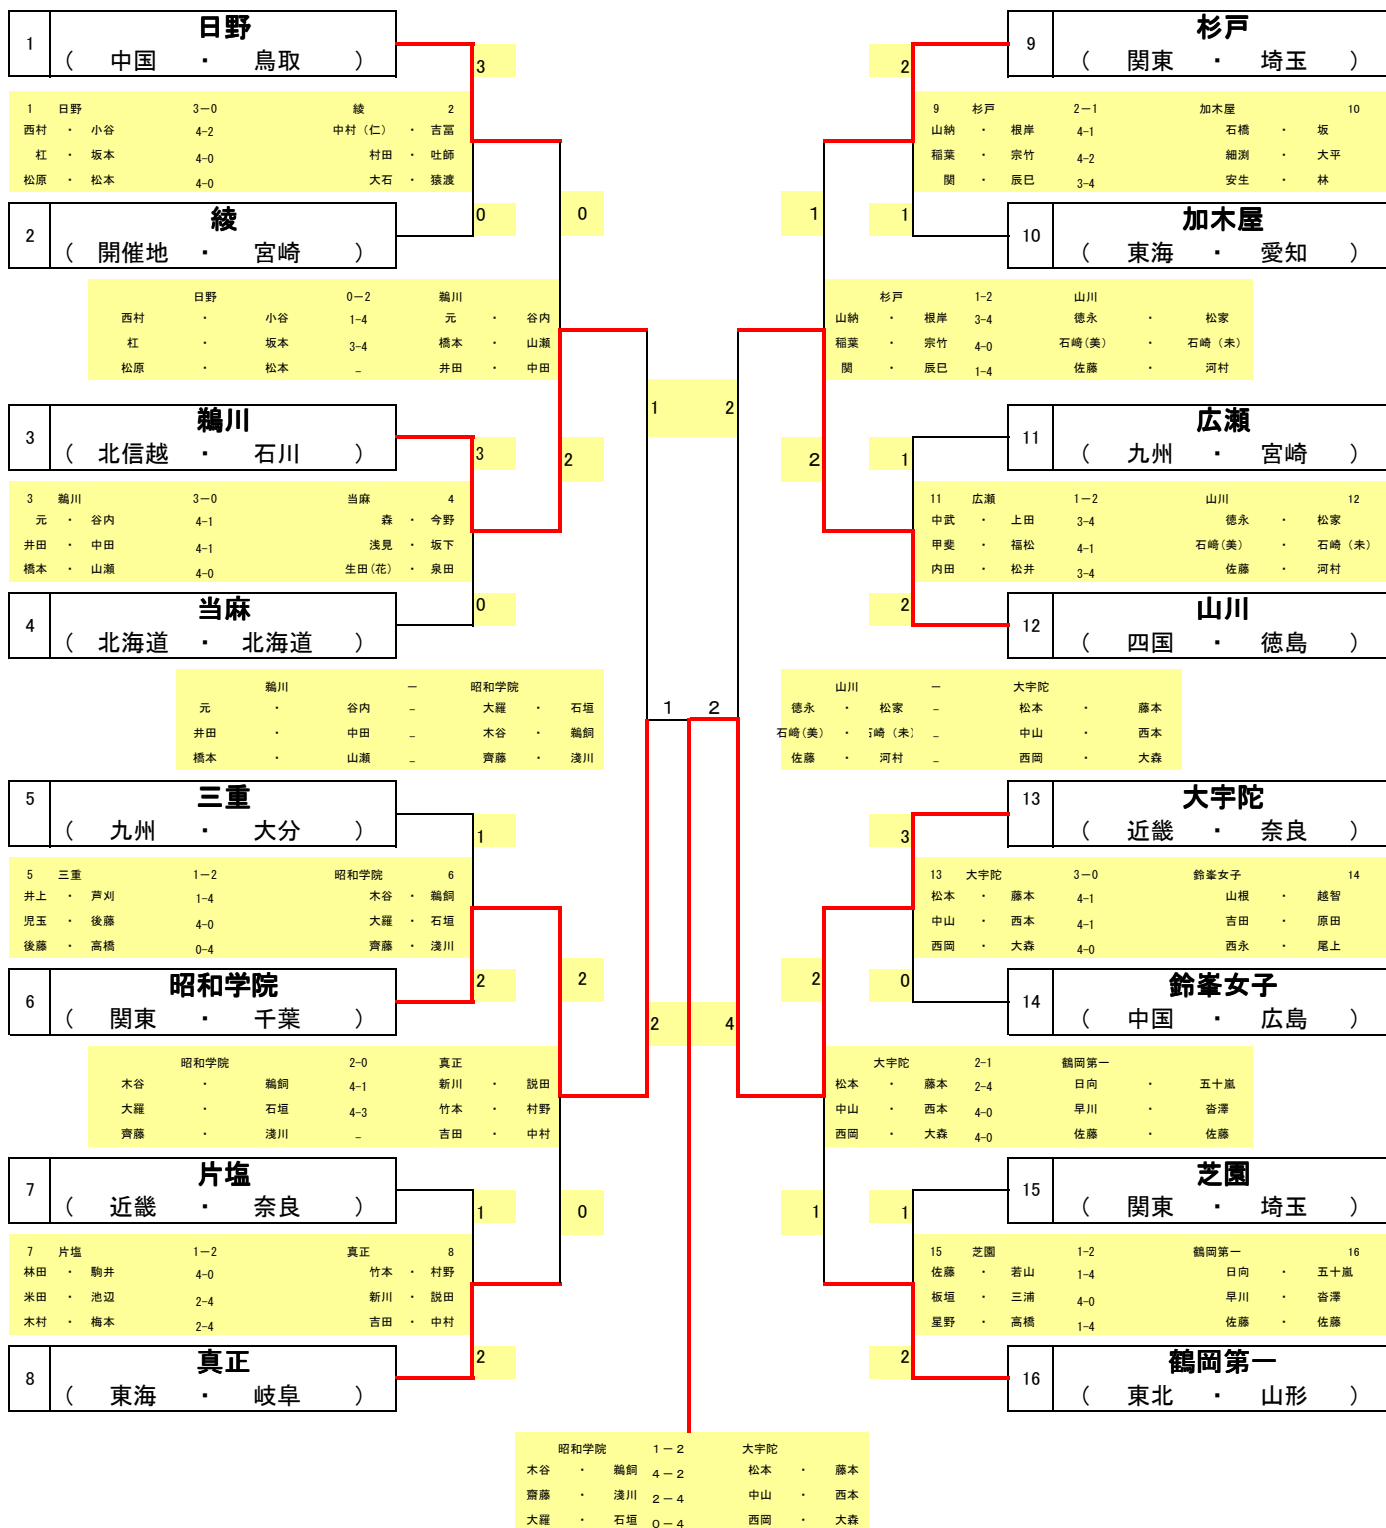 1 日野
( 中国 ・ 鳥取 )
3
1 日野 3－0 綾 2
西村 ・ 小谷 4-2 中村（仁） ・ 吉冨
杠 ・ 坂本 4-0 村田 ・ 吐師
松原 ・ 松本 4-0 大石 ・ 猿渡
0
2 綾
( 開催地 ・ 宮崎 )
0
日野 0－2 鵜川
西村 ・ 小谷 1-4 元 ・ 谷内
杠 ・ 坂本 3-4 橋本 ・ 山瀬
松原 ・ 松本 － 井田 ・ 中田
3 鵜川
( 北信越 ・ 石川 )
3
2
3 鵜川 3－0 当麻 4
元 ・ 谷内 4-1 森 ・ 今野
井田 ・ 中田 4-1 浅見 ・ 坂下
橋本 ・ 山瀬 4-0 生田(花) ・ 泉田
0
4 当麻
( 北海道 ・ 北海道 )
1
鵜川 － 昭和学院
元 ・ 谷内 － 大羅 ・ 石垣
井田 ・ 中田 － 木谷 ・ 鵜飼
橋本 ・ 山瀬 － 齊藤 ・ 淺川
5 三重
( 九州 ・ 大分 )
1
5 三重 1－2 昭和学院 6
井上 ・ 芦刈 1-4 木谷 ・ 鵜飼
児玉 ・ 後藤 4-0 大羅 ・ 石垣
後藤 ・ 高橋 0-4 齊藤 ・ 淺川
2
6 昭和学院
( 関東 ・ 千葉 )
2
2
昭和学院 2-0 真正
木谷 ・ 鵜飼 4-1 新川 ・ 説田
大羅 ・ 石垣 4-3 竹本 ・ 村野
齊藤 ・ 淺川 － 吉田 ・ 中村
7 片塩
( 近畿 ・ 奈良 )
1
0
7 片塩 1－2 真正 8
林田 ・ 駒井 4-0 竹本 ・ 村野
米田 ・ 池辺 2-4 新川 ・ 説田
木村 ・ 梅本 2-4 吉田 ・ 中村
2
8 真正
( 東海 ・ 岐阜 )
1 2
9 杉戸
( 関東 ・ 埼玉 )
2
9 杉戸 2－1 加木屋 10
山納 ・ 根岸 4-1 石橋 ・ 坂
稲葉 ・ 宗竹 4-2 細渕 ・ 大平
関 ・ 辰巳 3-4 安生 ・ 林
1
1
10 加木屋
( 東海 ・ 愛知 )
杉戸 1-2 山川
山納 ・ 根岸 3-4 徳永 ・ 松家
稲葉 ・ 宗竹 4-0 石﨑(美) ・ 石崎（未）
関 ・ 辰巳 1-4 佐藤 ・ 河村
2
11 広瀬
( 九州 ・ 宮崎 )
2
1
11 広瀬 1－2 山川 12
中武 ・ 上田 3-4 徳永 ・ 松家
甲斐 ・ 福松 4-1 石﨑(美) ・ 石崎（未）
内田 ・ 松井 3-4 佐藤 ・ 河村
2
12 山川
( 四国 ・ 徳島 )
山川 － 大宇陀
徳永 ・ 松家 － 松本 ・ 藤本
石﨑(美) ・ 石崎（未） － 中山 ・ 西本
佐藤 ・ 河村 － 西岡 ・ 大森
13 大宇陀
( 近畿 ・ 奈良 )
3
13 大宇陀 3－0 鈴峯女子 14
松本 ・ 藤本 4-1 山根 ・ 越智
中山 ・ 西本 4-1 吉田 ・ 原田
西岡 ・ 大森 4-0 西永 ・ 尾上
2
0
14 鈴峯女子
( 中国 ・ 広島 )
4
大宇陀 2-1 鶴岡第一
松本 ・ 藤本 2-4 日向 ・ 五十嵐
中山 ・ 西本 4-0 早川 ・ 沓澤
西岡 ・ 大森 4-0 佐藤 ・ 佐藤
15 芝園
( 関東 ・ 埼玉 )
1
1
15 芝園 1-2 鶴岡第一 16
佐藤 ・ 若山 1-4 日向 ・ 五十嵐
板垣 ・ 三浦 4-0 早川 ・ 沓澤
星野 ・ 高橋 1-4 佐藤 ・ 佐藤
2
16 鶴岡第一
( 東北 ・ 山形 )
昭和学院 1－2 大宇陀
木谷 ・ 鵜飼 4－2 松本 ・ 藤本
齋藤 ・ 淺川 2－4 中山 ・ 西本
大羅 ・ 石垣 0－4 西岡 ・ 大森